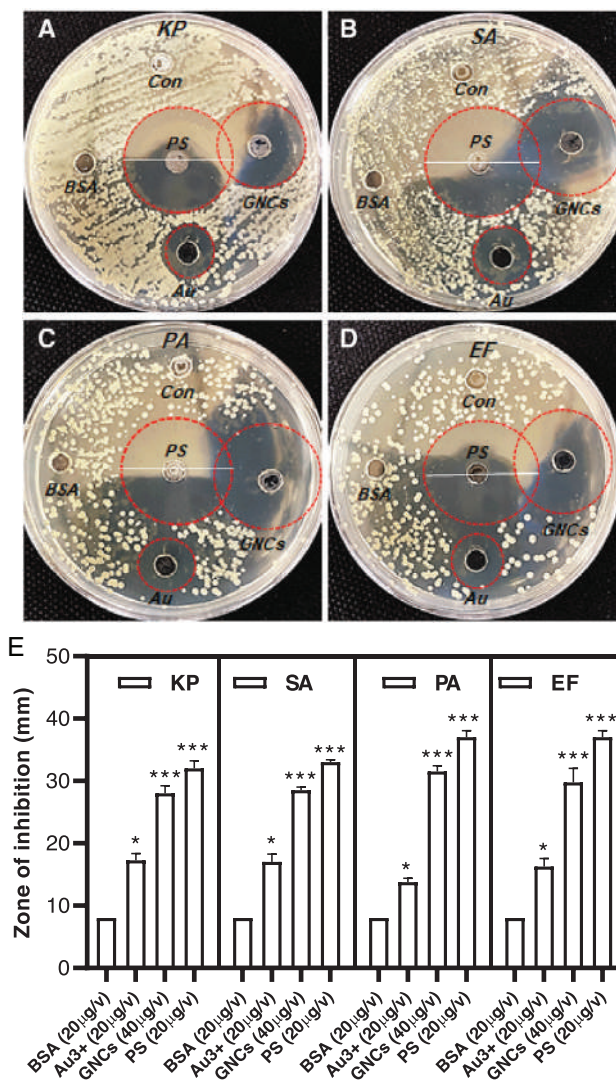 A
KP
Con
PS
BSA
GNCs
Au
B
SA
Con
PS
BSA
GNCs
Au
C
PA
Con
PS
BSA
GNCs
Au
D
EF
Con
PS
BSA
GNCs
Au
E
Zone of inhibition (mm)
50
40
30
20
10
0
KP
SA
PA
EF
*
***
***
*
***
***
*
***
***
*
***
***
BSA (20μg/v)
Au3+ (20μg/v)
GNCs (40μg/v)
PS (20μg/v)
BSA (20μg/v)
Au3+ (20μg/v)
GNCs (40μg/v)
PS (20μg/v)
BSA (20μg/v)
Au3+ (20μg/v)
GNCs (40μg/v)
PS (20μg/v)
BSA (20μg/v)
Au3+ (20μg/v)
GNCs (40μg/v)
PS (20μg/v)